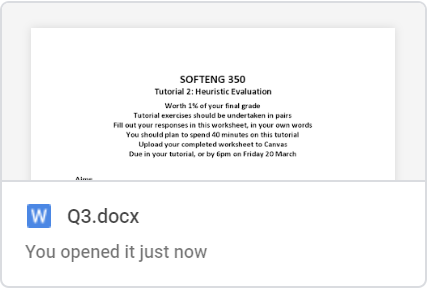 SOFTENG 350
Tutorial 2: Heuristic Evaluation
Worth 1% of your final grade
Tutorial exercises should be undertaken in pairs
Fill out your responses in this worksheet, in your own words
You should plan to spend 40 minutes on this tutorial
Upload your completed worksheet to Canvas
Due in your tutorial, or by 6pm on Friday 20 March
Aims
W Q3.docx
You opened it just now